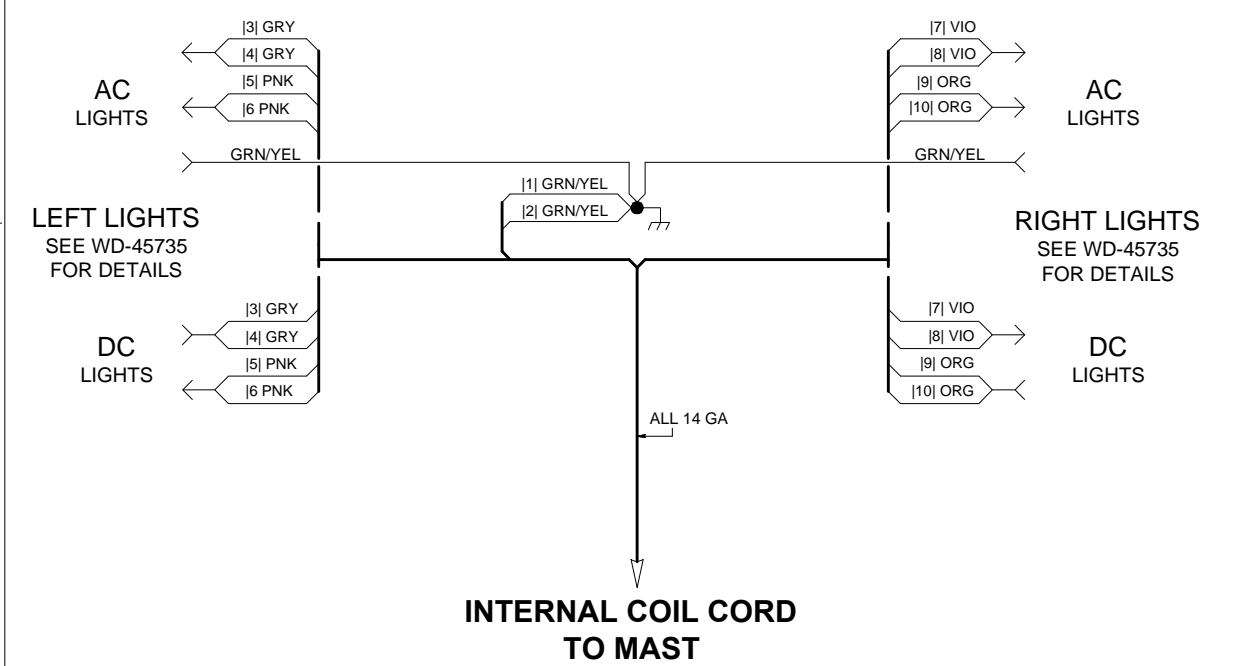 |3| GRY
|4| GRY
|5| PNK
|6 PNK
AC
LIGHTS
GRN/YEL
|7| VIO
|8| VIO
|9| ORG
|10| ORG
AC
LIGHTS
GRN/YEL
|1| GRN/YEL
|2| GRN/YEL
LEFT LIGHTS
SEE WD-45735
FOR DETAILS
RIGHT LIGHTS
SEE WD-45735
FOR DETAILS
|3| GRY
|4| GRY
|5| PNK
|6 PNK
DC
LIGHTS
|7| VIO
|8| VIO
|9| ORG
|10| ORG
DC
LIGHTS
ALL 14 GA
INTERNAL COIL CORD
TO MAST